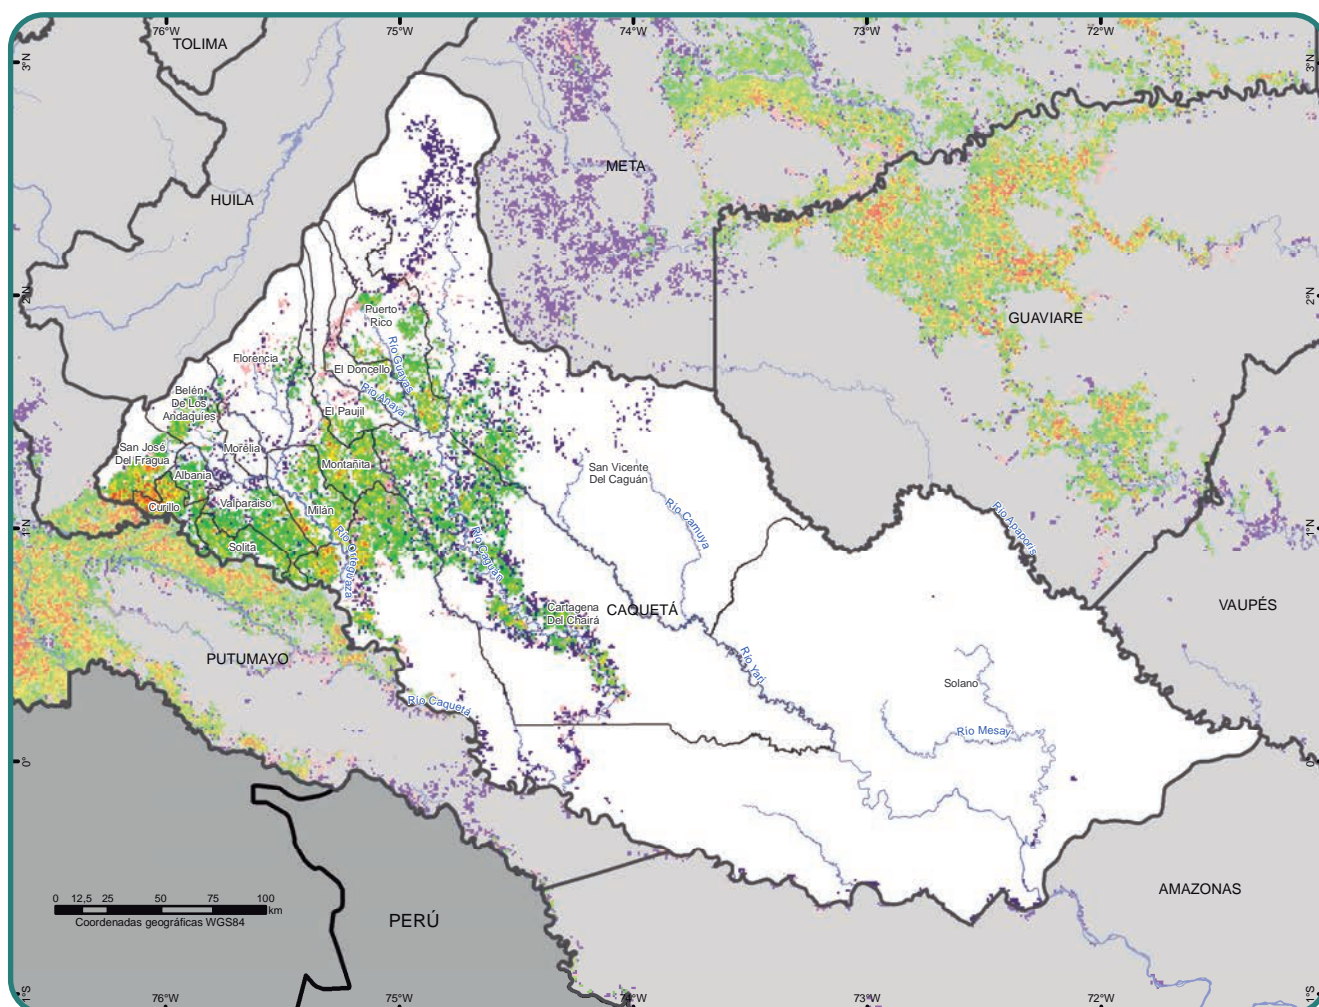 76°W
75°W
74°W
73°W
72°W
TOLIMA
3°N
3°N
META
HUILA
2°N
2°N
Puerto
Rico
GUAVIARE
Florencia
Río Guayas
El Doncello
Belén
De Los
Andaquíes
Río Anaya
El Paujil
San José
Del Fragua
Morelia
Montañita
Albania
San Vicente
Del Caguán
Curillo
Valparaiso
Milán
Río Camuya
Río Apaporis
1°N
1°N
Solita
Río Orteguaza
Río Caguán
Cartagena
Del Chairá
CAQUETÁ
VAUPÉS
PUTUMAYO
Río Yarí
Solano
Río Caquetá
Río Mesay
0°
0°
0 12,5 25 50 75 100
km
Coordenadas geográficas WGS84
PERÚ
AMAZONAS
1°S
1°S
76°W
75°W
74°W
73°W
72°W